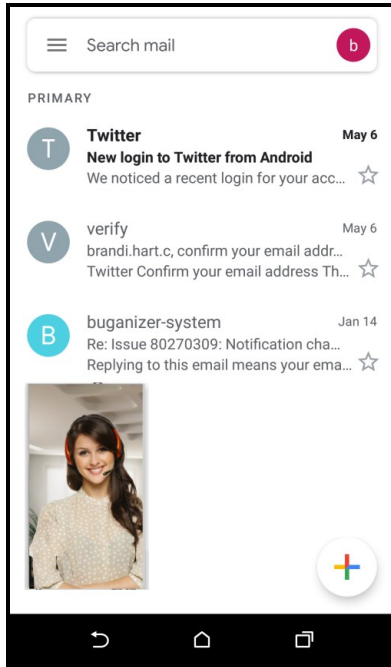 Search mail
b
PRIMARY
T
Twitter
May 6
New login to Twitter from Android
We noticed a recent login for your acc...
V
verify
May 6
brandi.hart.c, confirm your email addr...
Twitter Confirm your email address Th...
B
buganizer-system
Jan 14
Re: Issue 80270309: Notification cha...
Replying to this email means your ema...